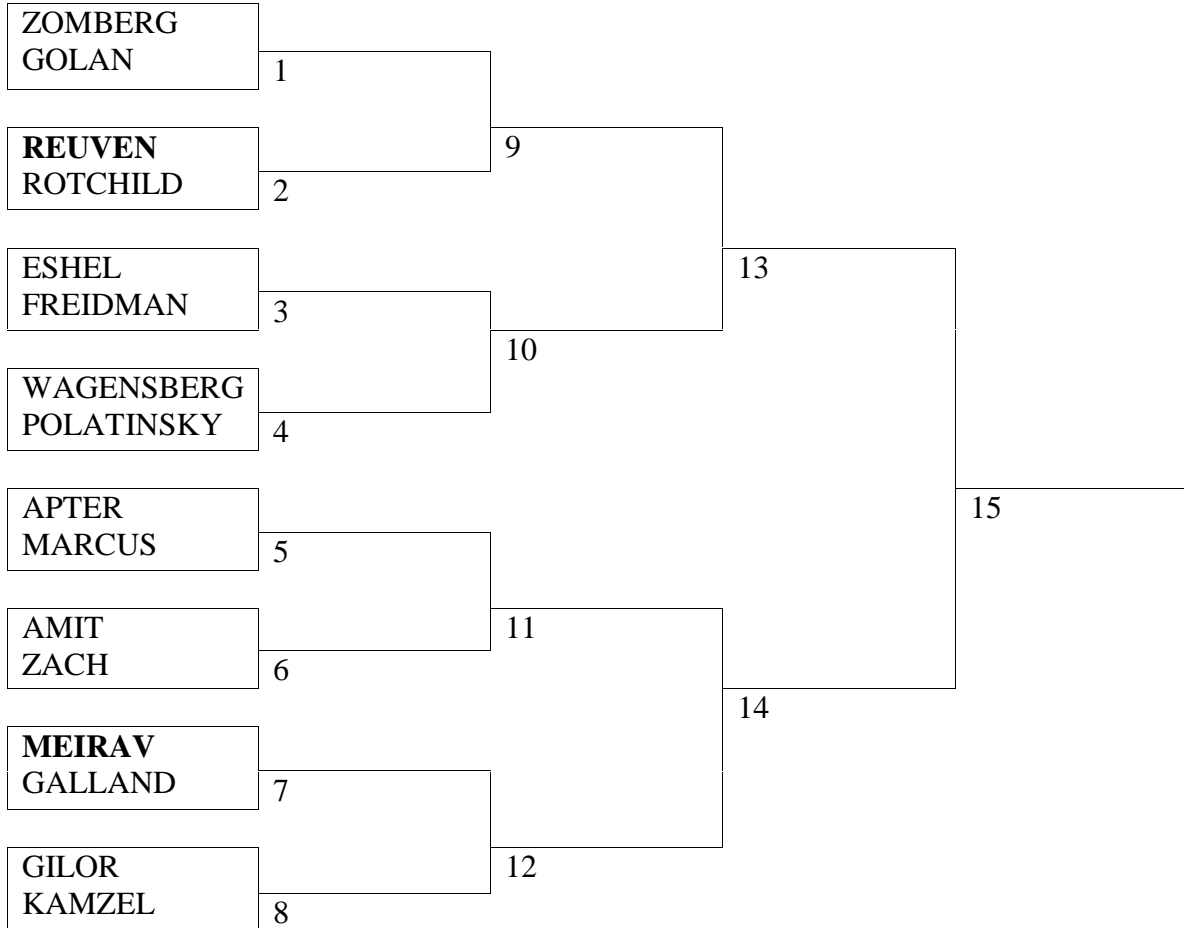 ZOMBERG
GOLAN
1
REUVEN
ROTCHILD
9
2
ESHEL
FREIDMAN
13
3
10
WAGENSBERG
POLATINSKY
4
APTER
MARCUS
15
5
AMIT
ZACH
11
6
14
MEIRAV
GALLAND
7
GILOR
KAMZEL
12
8